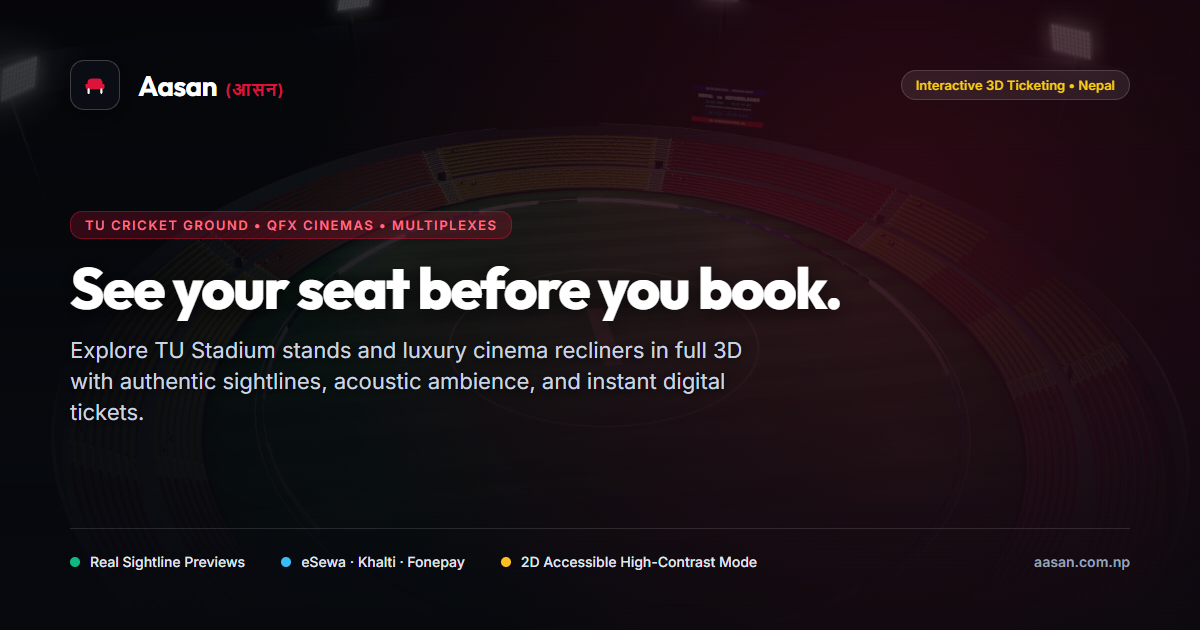 Aasan (आसन)
Interactive 3D Ticketing • Nepal
TU CRICKET GROUND • QFX CINEMAS • MULTIPLEXES
See your seat before you book.
Explore TU Stadium stands and luxury cinema recliners in full 3D
with authentic sightlines, acoustic ambience, and instant digital
tickets.
Real Sightline Previews
eSewa · Khalti · Fonepay
2D Accessible High-Contrast Mode
aasan.com.np